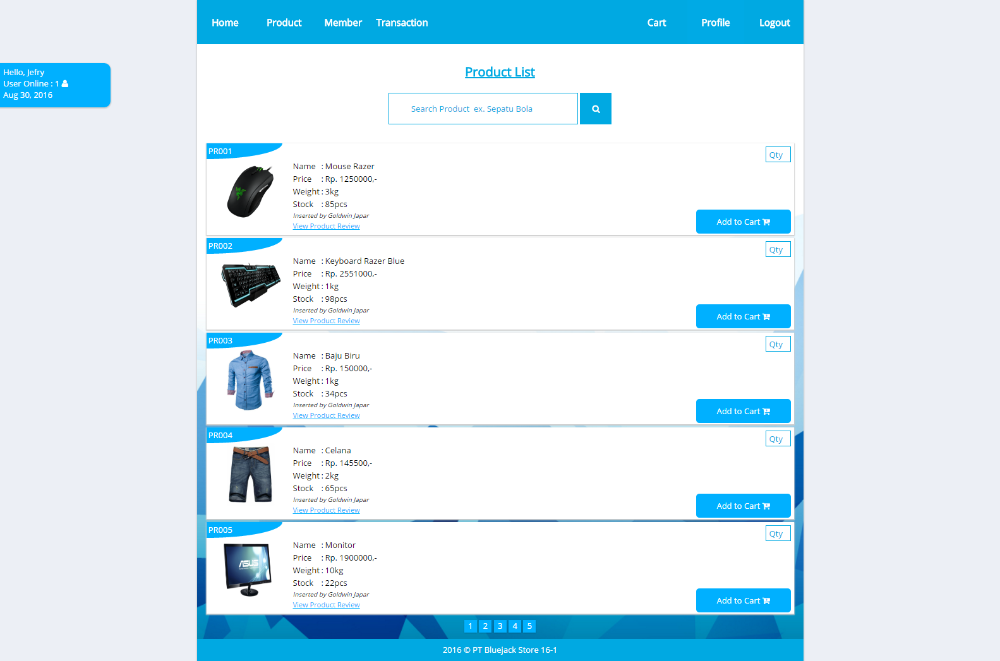 Home Product Member Transaction Cart Profile Logout
Hello, Jefry
User Online : 1
Aug 30, 2016
Product List
Search Product ex. Sepatu Bola
PR001
Qty
Name : Mouse Razer
Price : Rp. 1250000,-
Weight : 3kg
Stock : 85pcs
Inserted by Goldwin Japar
View Product Review
Add to Cart
PR002
Qty
Name : Keyboard Razer Blue
Price : Rp. 2551000,-
Weight : 1kg
Stock : 98pcs
Inserted by Goldwin Japar
View Product Review
Add to Cart
PR003
Qty
Name : Baju Biru
Price : Rp. 150000,-
Weight : 1kg
Stock : 34pcs
Inserted by Goldwin Japar
View Product Review
Add to Cart
PR004
Qty
Name : Celana
Price : Rp. 145500,-
Weight : 2kg
Stock : 65pcs
Inserted by Goldwin Japar
View Product Review
Add to Cart
PR005
Qty
ASUS
Name : Monitor
Price : Rp. 1900000,-
Weight : 10kg
Stock : 22pcs
Inserted by Goldwin Japar
View Product Review
Add to Cart
1 2 3 4 5
2016 © PT Bluejack Store 16-1